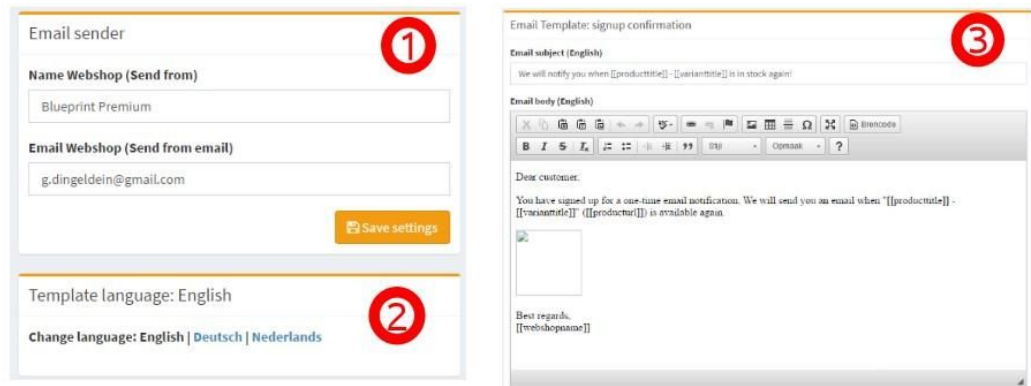 Email sender
1
Name Webshop (Send from)
Blueprint Premium
Email Webshop (Send from email)
g.dingeldein@gmail.com
Save settings
Template language: English
2
Change language: English | Deutsch | Nederlands
Email Template: signup confirmation
3
Email subject (English)
We will notify you when [[producttitle]] - [[varianttitle]] is in stock again!
Email body (English)
Broncode
B I S Ix Stijl Opmaak ?
Dear customer,
You have signed up for a one-time email notification. We will send you an email when "[[producttitle]] -
[[varianttitle]]" ([[producturl]]) is available again.
Best regards,
[[webshopname]]